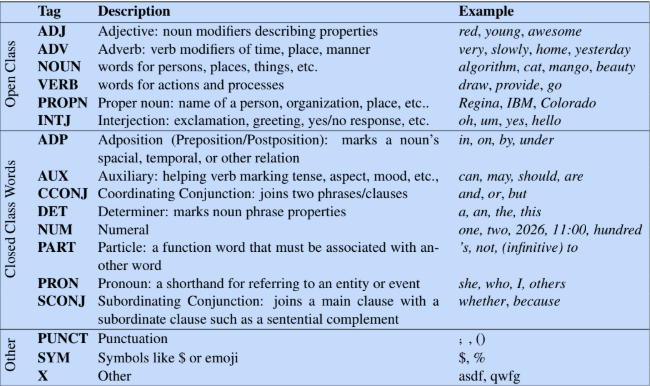 Tag Description Example
Open Class
ADJ Adjective: noun modifiers describing properties red, young, awesome
ADV Adverb: verb modifiers of time, place, manner very, slowly, home, yesterday
NOUN words for persons, places, things, etc. algorithm, cat, mango, beauty
VERB words for actions and processes draw, provide, go
PROPN Proper noun: name of a person, organization, place, etc.. Regina, IBM, Colorado
INTJ Interjection: exclamation, greeting, yes/no response, etc. oh, um, yes, hello
Closed Class Words
ADP Adposition (Preposition/Postposition): marks a noun's in, on, by, under
spacial, temporal, or other relation
AUX Auxiliary: helping verb marking tense, aspect, mood, etc., can, may, should, are
CCONJ Coordinating Conjunction: joins two phrases/clauses and, or, but
DET Determiner: marks noun phrase properties a, an, the, this
NUM Numeral one, two, 2026, 11:00, hundred
PART Particle: a function word that must be associated with an- 's, not, (infinitive) to
other word
PRON Pronoun: a shorthand for referring to an entity or event she, who, I, others
SCONJ Subordinating Conjunction: joins a main clause with a whether, because
subordinate clause such as a sentential complement
Other
PUNCT Punctuation ; , ()
SYM Symbols like $ or emoji $, %
X Other asdf, qwfg